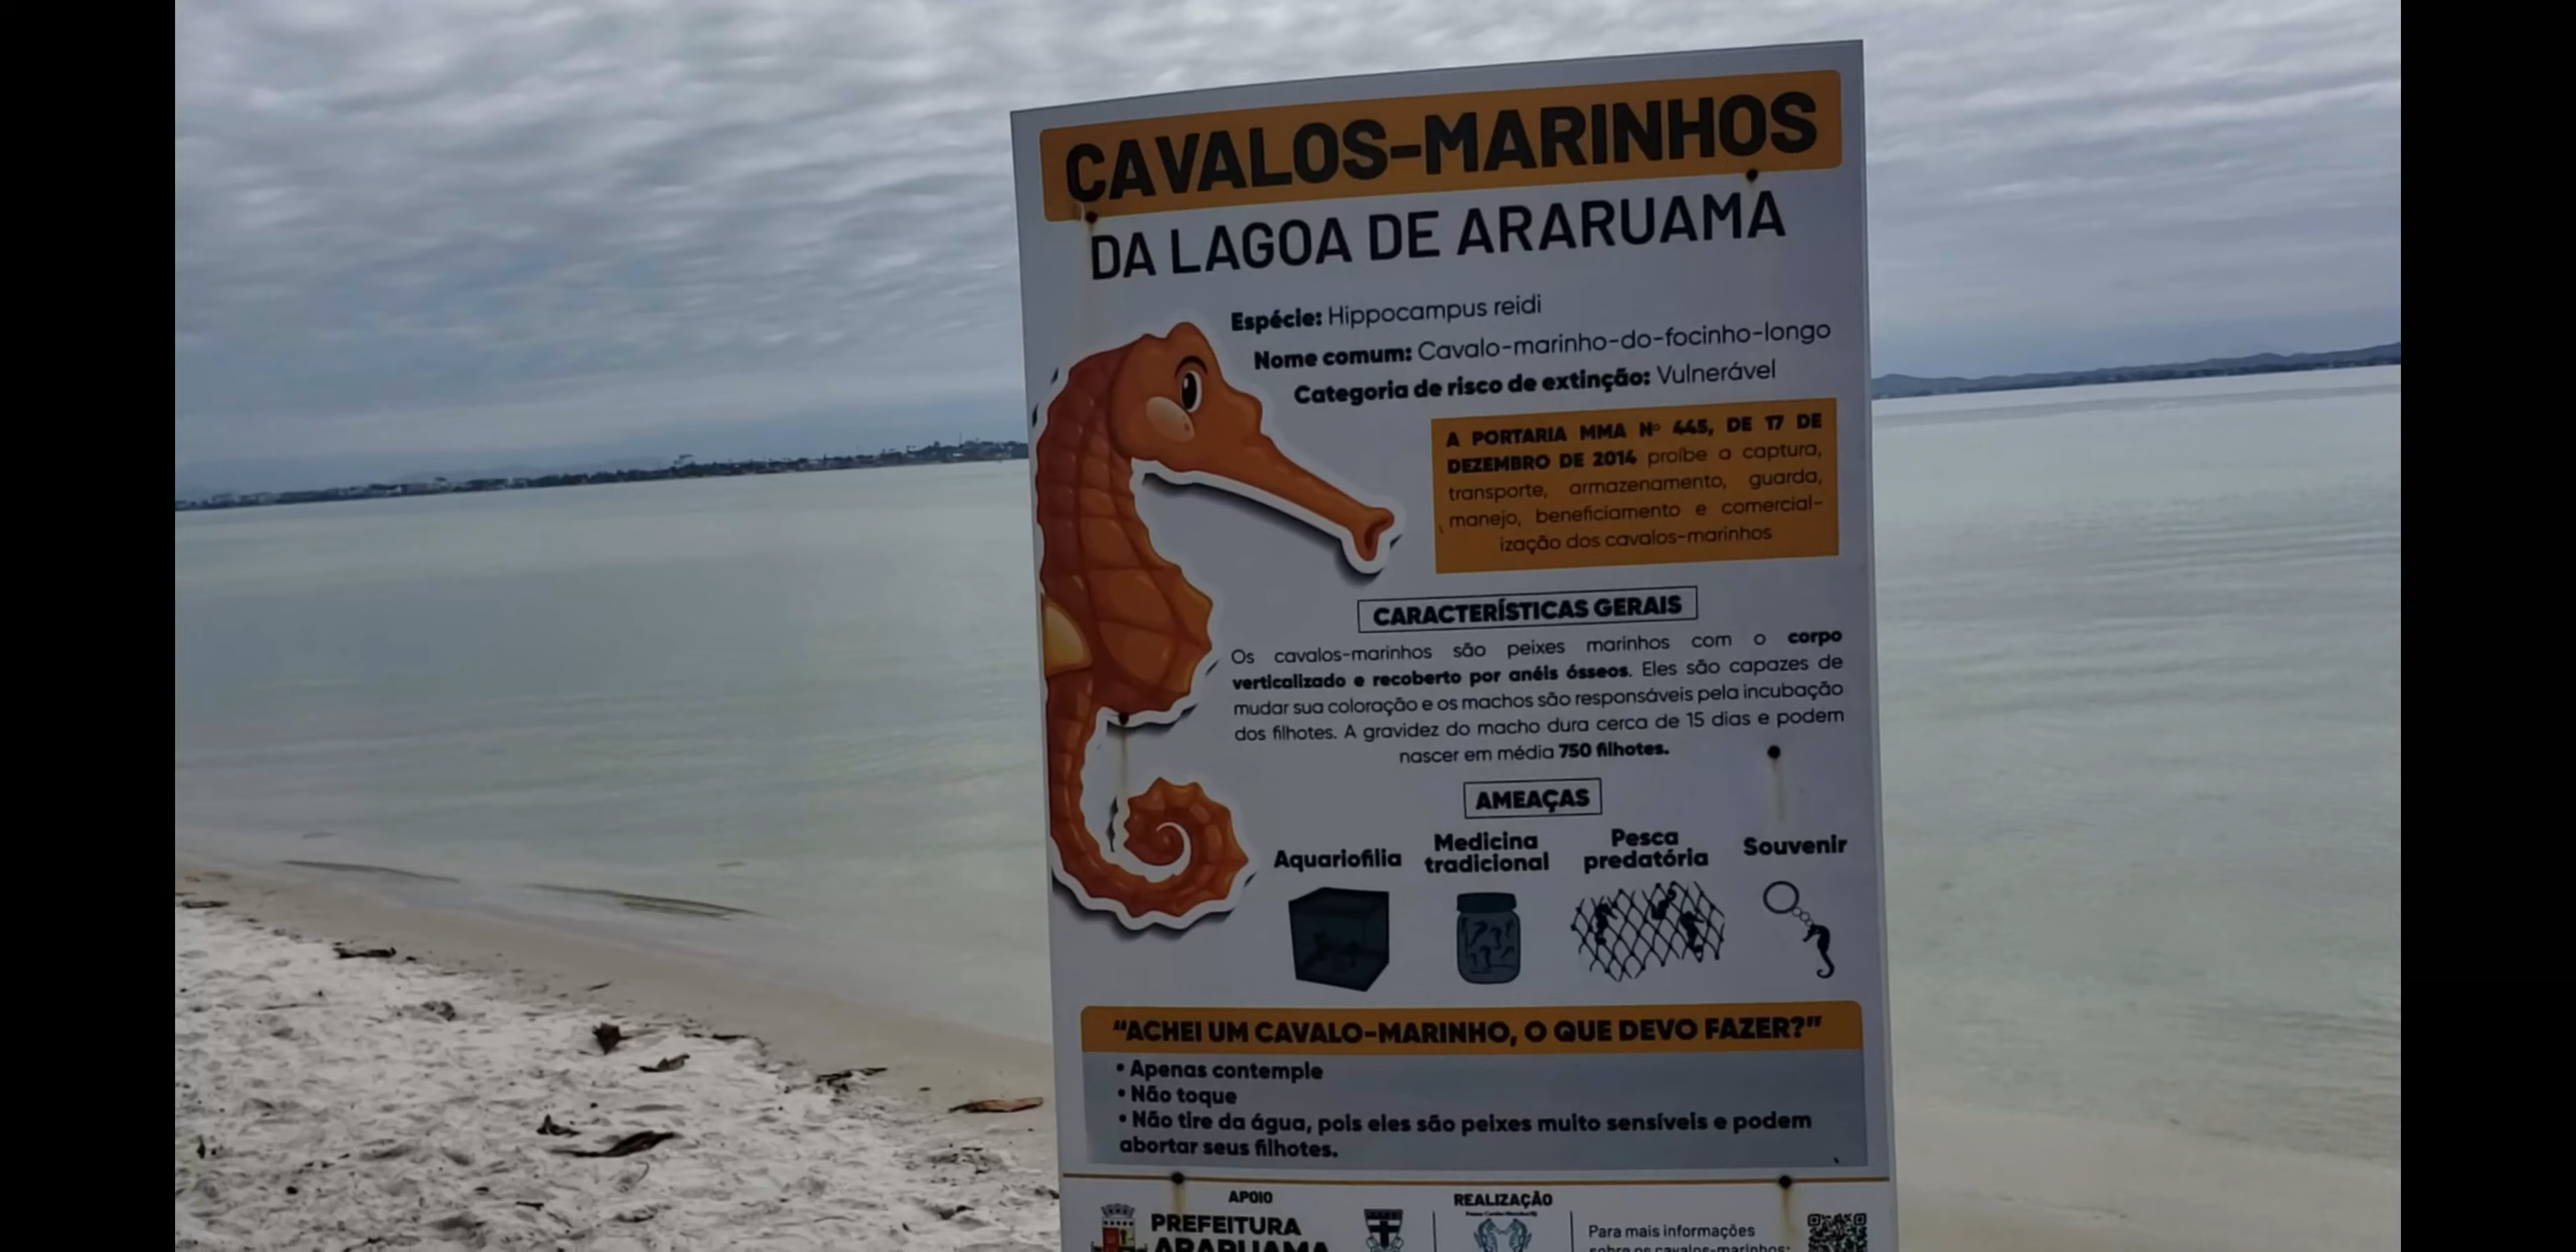 CAVALOS-MARINHOS
DA LAGOA DE ARARUAMA
Espécie: Hippocampus reidi
Nome comum: Cavalo-marinho-do-focinho-longo
Categoria de risco de extinção: Vulnerável
A PORTARIA MMA Nº 445, DE 17 DE
DEZEMBRO DE 2014 proíbe a captura,
transporte, armazenamento, guarda,
manejo, beneficiamento e comercial-
ização dos cavalos-marinhos
CARACTERÍSTICAS GERAIS
Os cavalos-marinhos são peixes marinhos com o corpo
verticalizado e recoberto por anéis ósseos. Eles são capazes de
mudar sua coloração e os machos são responsáveis pela incubação
dos filhotes. A gravidez do macho dura cerca de 15 dias e podem
nascer em média 750 filhotes.
AMEAÇAS
Aquariofilia
Medicina
tradicional
Pesca
predatória
Souvenir
“ACHEI UM CAVALO-MARINHO, O QUE DEVO FAZER?”
• Apenas contemple
• Não toque
• Não tire da água, pois eles são peixes muito sensíveis e podem
abortar seus filhotes.
APOIO
PREFEITURA
ARARUAMA
REALIZAÇÃO
Para mais informações
sobre os cavalos-marinhos: